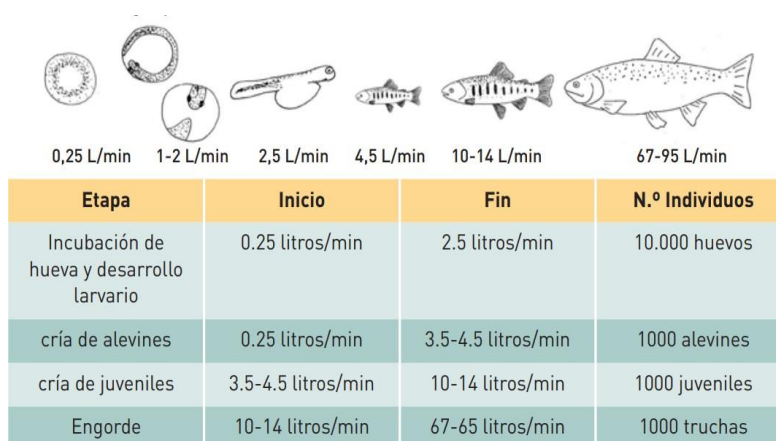 0,25 L/min 1-2 L/min 2,5 L/min 4,5 L/min 10-14 L/min 67-95 L/min
Etapa Inicio Fin N.º Individuos
Incubación de
hueva y desarrollo
larvario
0.25 litros/min 2.5 litros/min 10.000 huevos
cría de alevines 0.25 litros/min 3.5-4.5 litros/min 1000 alevines
cría de juveniles 3.5-4.5 litros/min 10-14 litros/min 1000 juveniles
Engorde 10-14 litros/min 67-65 litros/min 1000 truchas